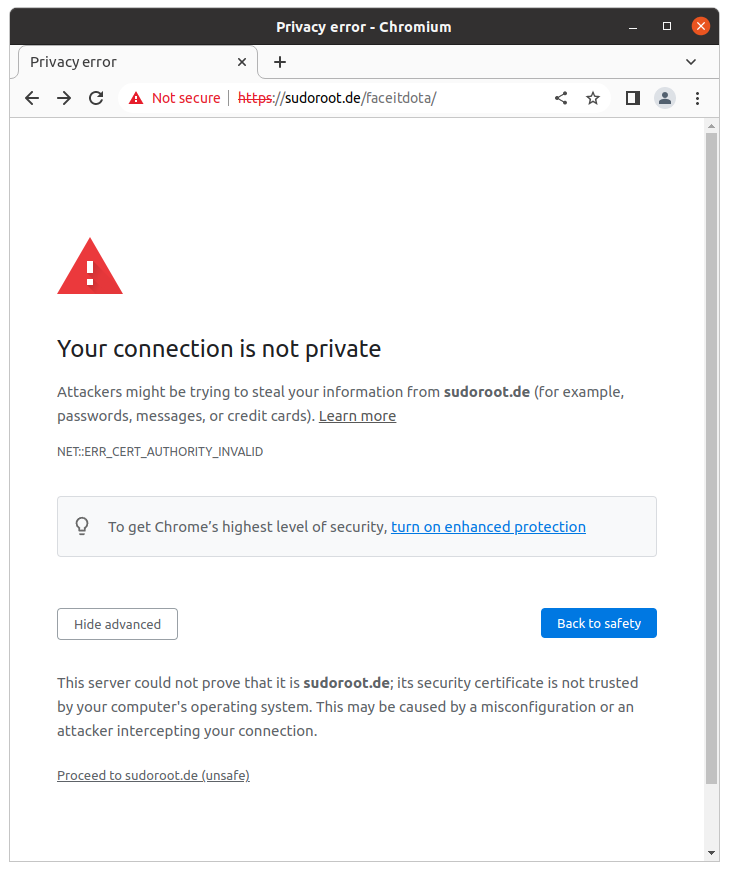 Privacy error - Chromium
Privacy error
Not secure
https://sudoroot.de/faceitdota/
Your connection is not private
Attackers might be trying to steal your information from sudoroot.de (for example,
passwords, messages, or credit cards). Learn more
NET::ERR_CERT_AUTHORITY_INVALID
To get Chrome’s highest level of security, turn on enhanced protection
Hide advanced
Back to safety
This server could not prove that it is sudoroot.de; its security certificate is not trusted
by your computer's operating system. This may be caused by a misconfiguration or an
attacker intercepting your connection.
Proceed to sudoroot.de (unsafe)